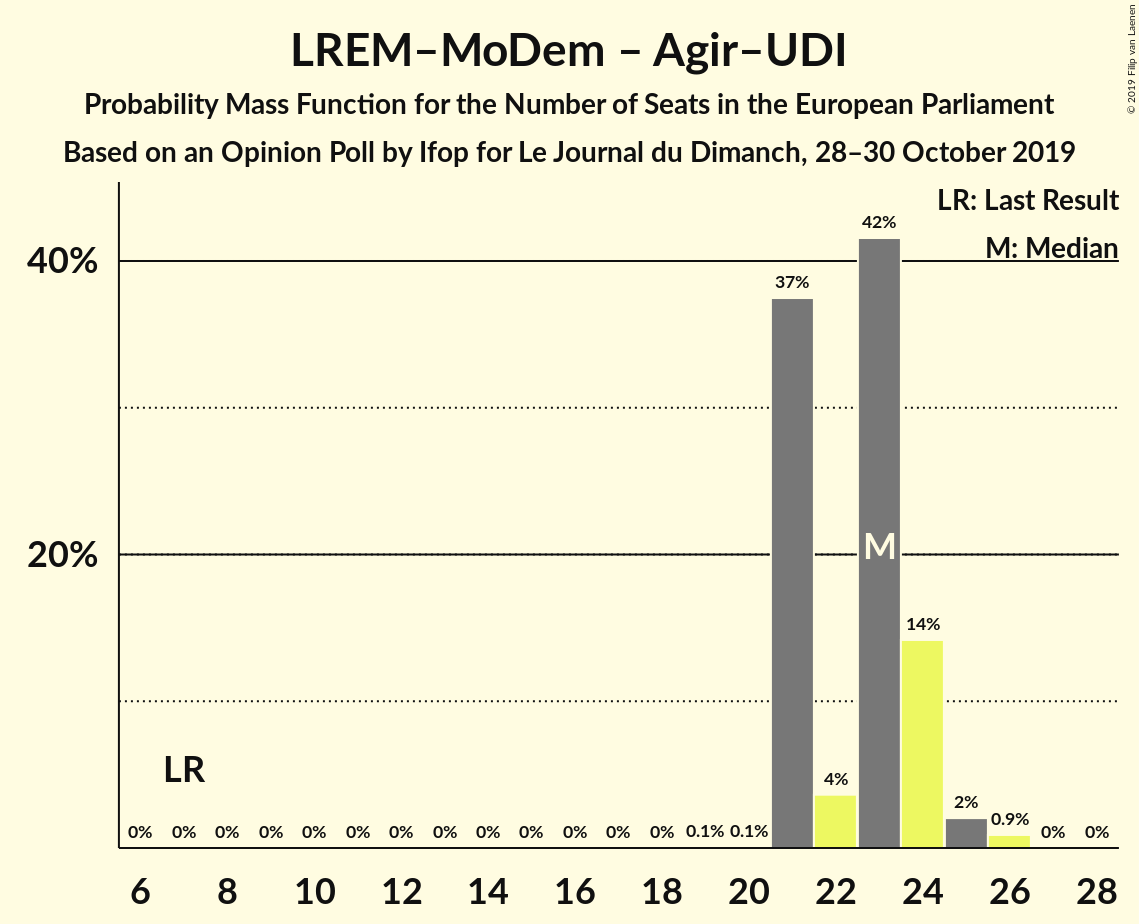 LREM–MoDem – Agir–UDI
Probability Mass Function for the Number of Seats in the European Parliament
Based on an Opinion Poll by Ifop for Le Journal du Dimanch, 28–30 October 2019
© 2019 Filip van Laenen
LR: Last Result
M: Median
40%
20%
42%
37%
M
14%
LR
4%
2%
0.9%
0% 0% 0% 0% 0% 0% 0% 0% 0% 0% 0% 0% 0% 0.1% 0.1% 0% 0%
6 8 10 12 14 16 18 20 22 24 26 28